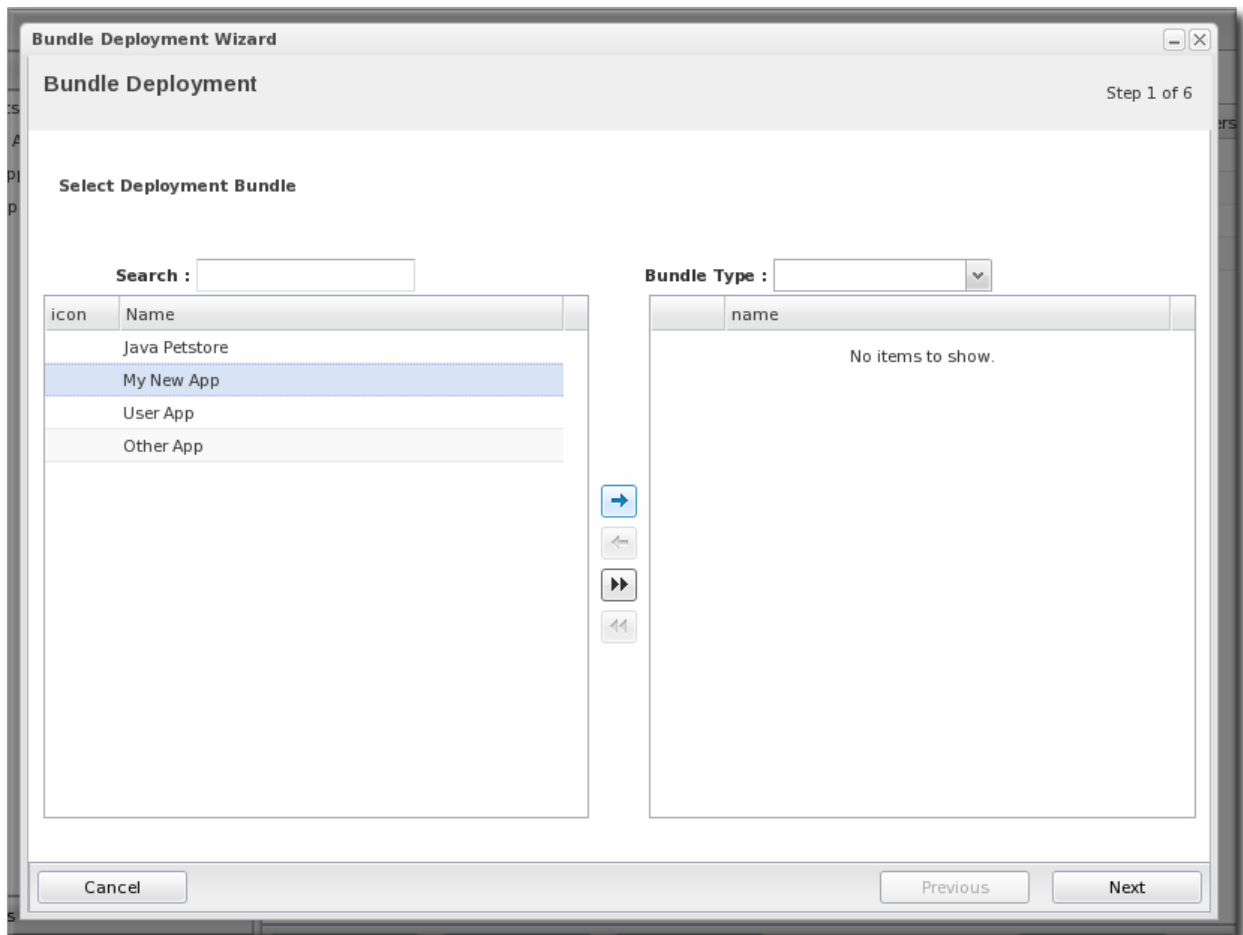 Bundle Deployment Wizard
Bundle Deployment
Step 1 of 6
Select Deployment Bundle
Search :
Bundle Type :
icon Name
name
Java Petstore
No items to show.
My New App
User App
Other App
Cancel
Previous
Next